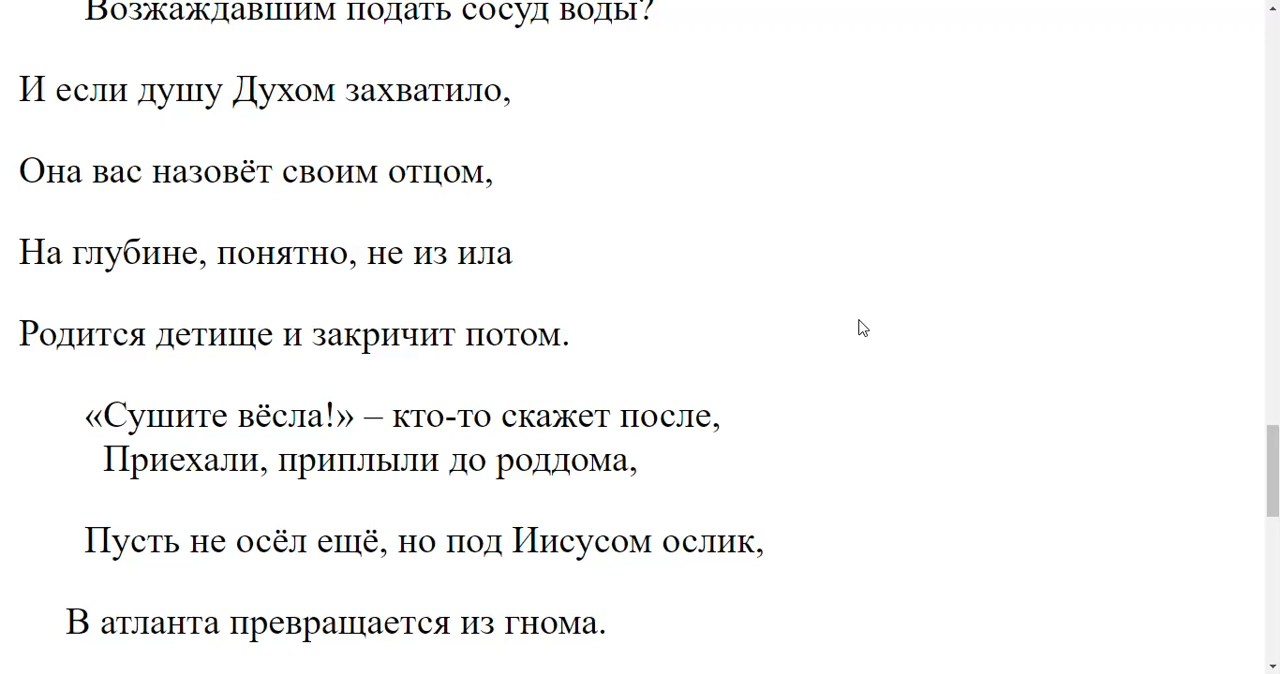 Возжаждавшим подать сосуд воды?
И если душу Духом захватило,
Она вас назовёт своим отцом,
На глубине, понятно, не из ила
Родится детище и закричит потом.
«Сушите вёсла!» – кто-то скажет после,
Приехали, приплыли до роддома,
Пусть не осёл ещё, но под Иисусом ослик,
В атланта превращается из гнома.